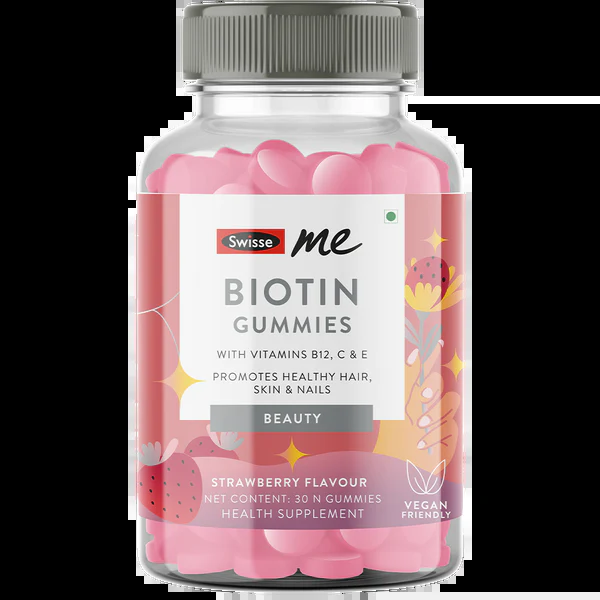 Swisse me
BIOTIN
GUMMIES
WITH VITAMINS B12, C & E
PROMOTES HEALTHY HAIR,
SKIN & NAILS
BEAUTY
STRAWBERRY FLAVOUR
NET CONTENT: 30 N GUMMIES
HEALTH SUPPLEMENT
VEGAN
FRIENDLY